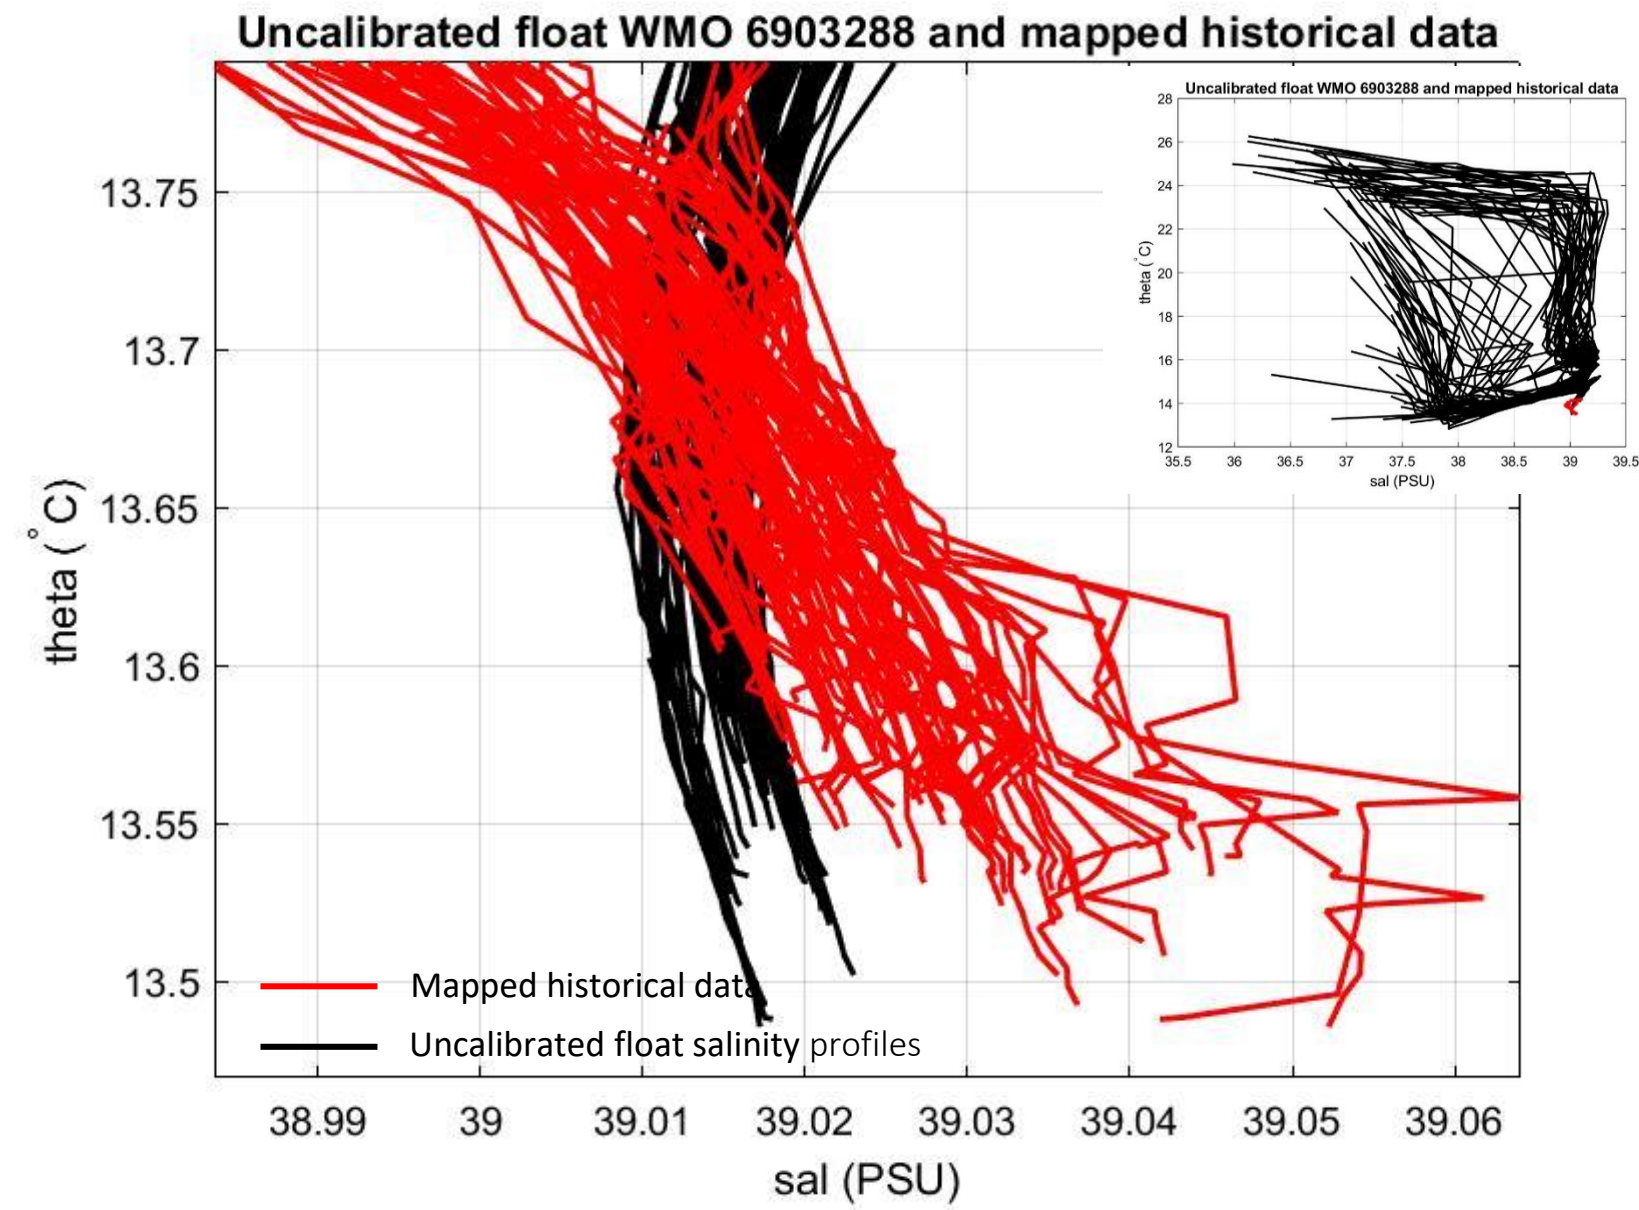 Uncalibrated float WMO 6903288 and mapped historical data
Uncalibrated float WMO 6903288 and mapped historical data
28
26
24
22
20
18
16
14
12
theta ( °C)
35.5 36 36.5 37 37.5 38 38.5 39 39.5
sal (PSU)
13.75
13.7
13.65
13.6
13.55
13.5
theta ( °C)
Mapped historical data
Uncalibrated float salinity profiles
38.99 39 39.01 39.02 39.03 39.04 39.05 39.06
sal (PSU)